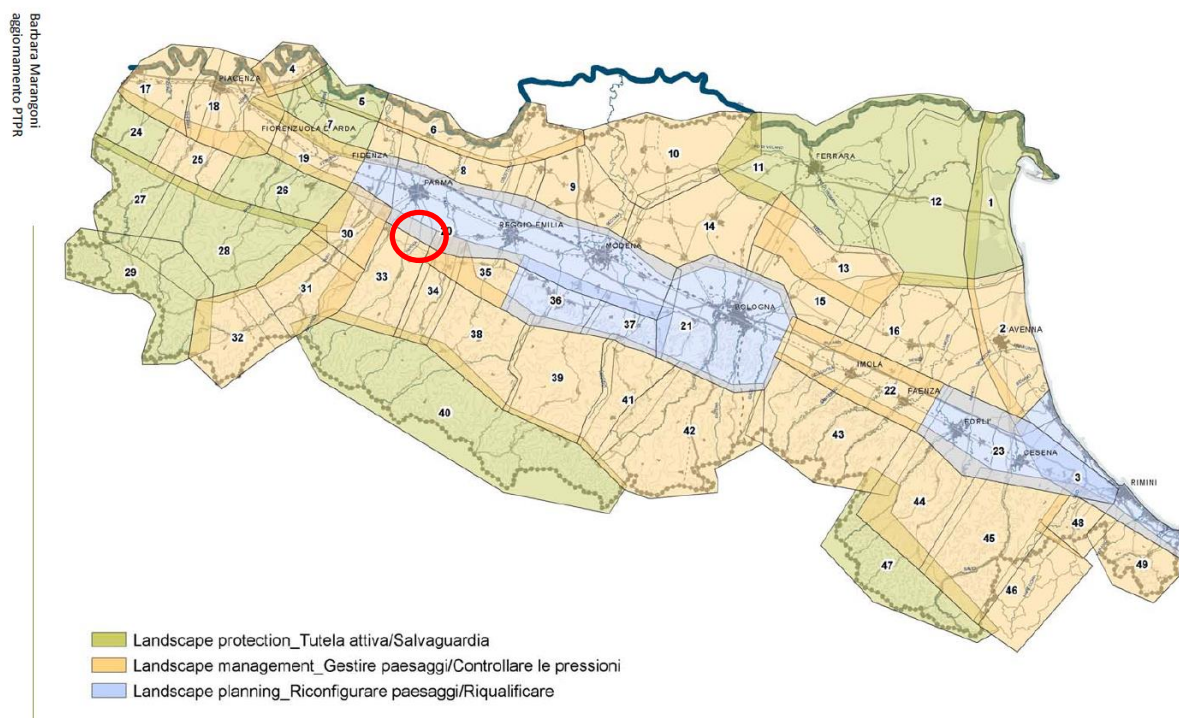 Barbara Marangoni
aggiornamento PTPR
4
PIACENZA
17
5
18
7
6
FIORENZUOLA D'ARDA
24
19
FIDENZA
8
10
25
11
FERRARA
26
PARMA
9
12
1
27
30
20
REGGIO EMILIA
14
28
MODENA
13
29
31
33
34
35
36
15
BOLOGNA
16
32
38
37
21
2
AVENNA
39
IMOLA
22
FAENZA
41
40
42
43
FORLI'
23
CESENA
3
RIMINI
44
48
45
49
47
46
Landscape protection_Tutela attiva/Salvaguardia
Landscape management_Gestire paesaggi/Controllare le pressioni
Landscape planning_Riconfigurare paesaggi/Riqualificare